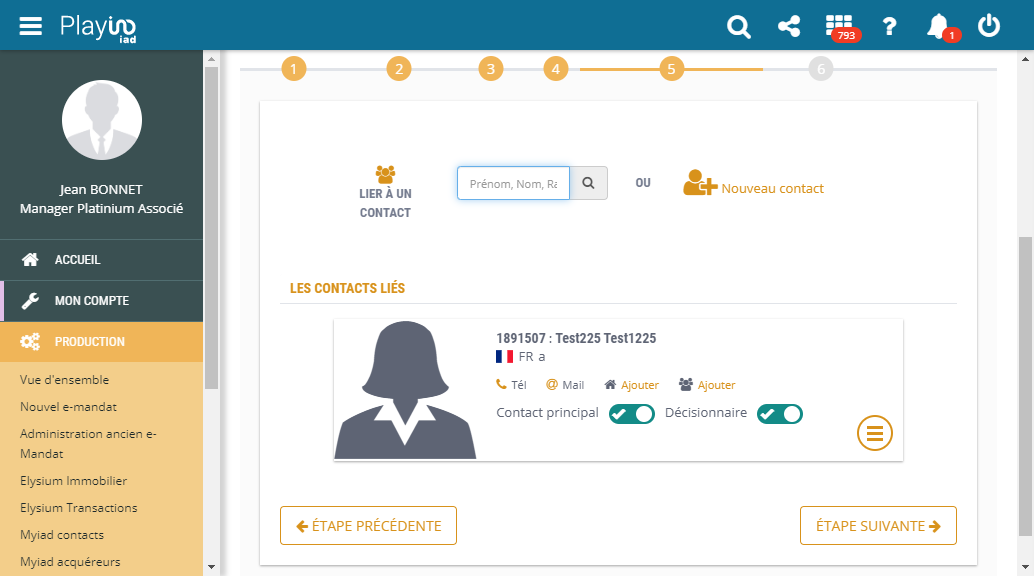 Playiad
iad
793
?
1
Jean BONNET
Manager Platinium Associé
ACCUEIL
MON COMPTE
PRODUCTION
Vue d'ensemble
Nouvel e-mandat
Administration ancien e-
Mandat
Elysium Immobilier
Elysium Transactions
Myiad contacts
Myiad acquéreurs
1
2
3
4
5
6
LIER À UN
CONTACT
Prénom, Nom, Ra
OU
Nouveau contact
LES CONTACTS LIÉS
1891507 : Test225 Test1225
FR a
Tél @ Mail Ajouter Ajouter
Contact principal Décisionnaire
ÉTAPE PRÉCÉDENTE
ÉTAPE SUIVANTE